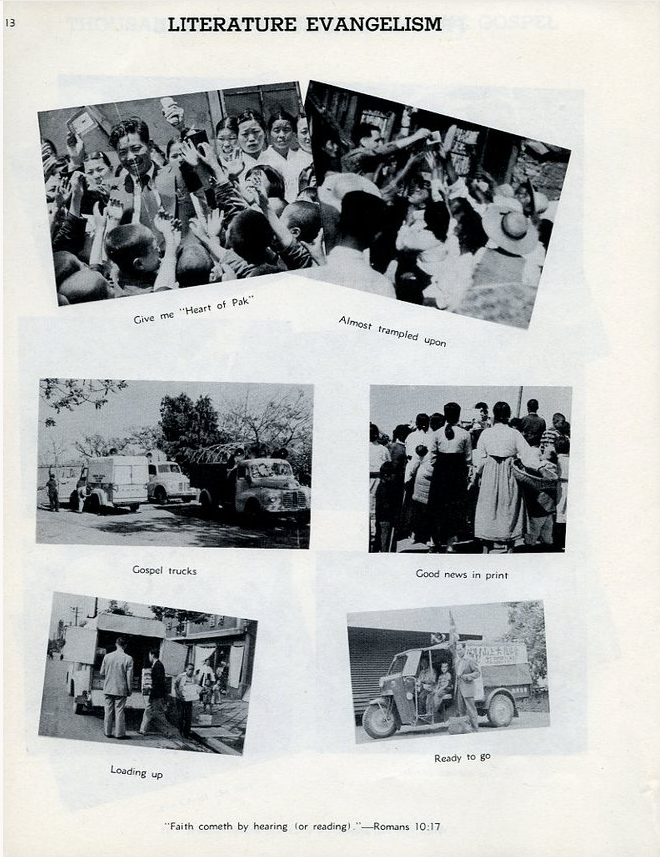 13
LITERATURE EVANGELISM
Give me "Heart of Pak"
Almost trampled upon
Gospel trucks
Good news in print
Loading up
Ready to go
"Faith cometh by hearing (or reading)."—Romans 10:17